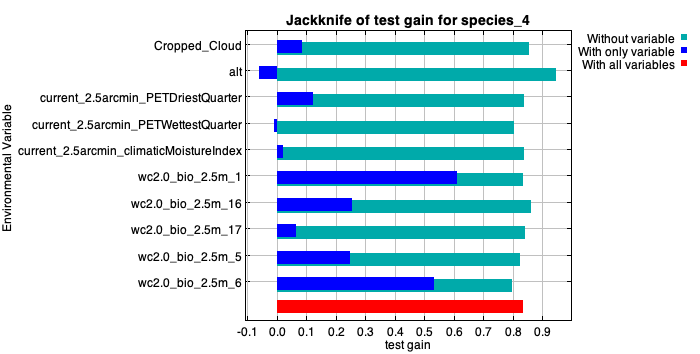 Jackknife of test gain for species_4
Without variable
With only variable
With all variables
Environmental Variable
Cropped_Cloud
alt
current_2.5arcmin_PETDriestQuarter
current_2.5arcmin_PETWettestQuarter
current_2.5arcmin_climaticMoistureIndex
wc2.0_bio_2.5m_1
wc2.0_bio_2.5m_16
wc2.0_bio_2.5m_17
wc2.0_bio_2.5m_5
wc2.0_bio_2.5m_6
-0.1 0.0 0.1 0.2 0.3 0.4 0.5 0.6 0.7 0.8 0.9
test gain